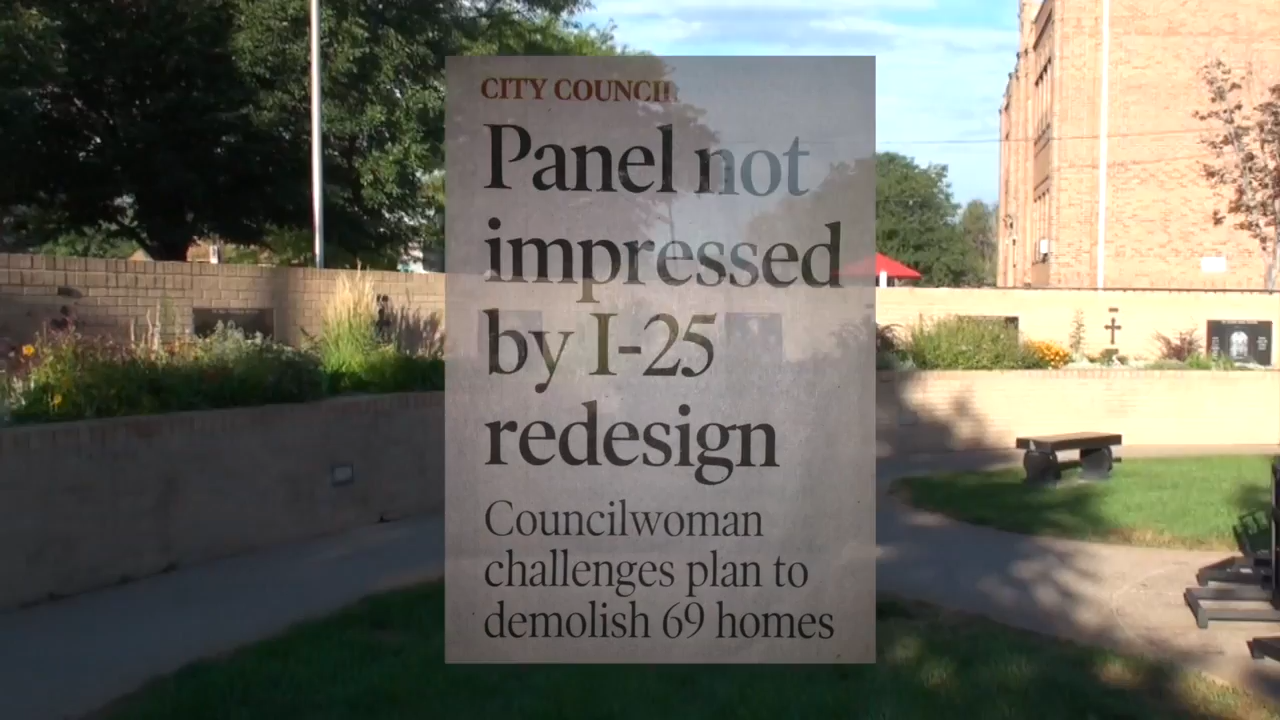 CITY COUNCIL
Panel not
impressed
by I-25
redesign
Councilwoman
challenges plan to
demolish 69 homes